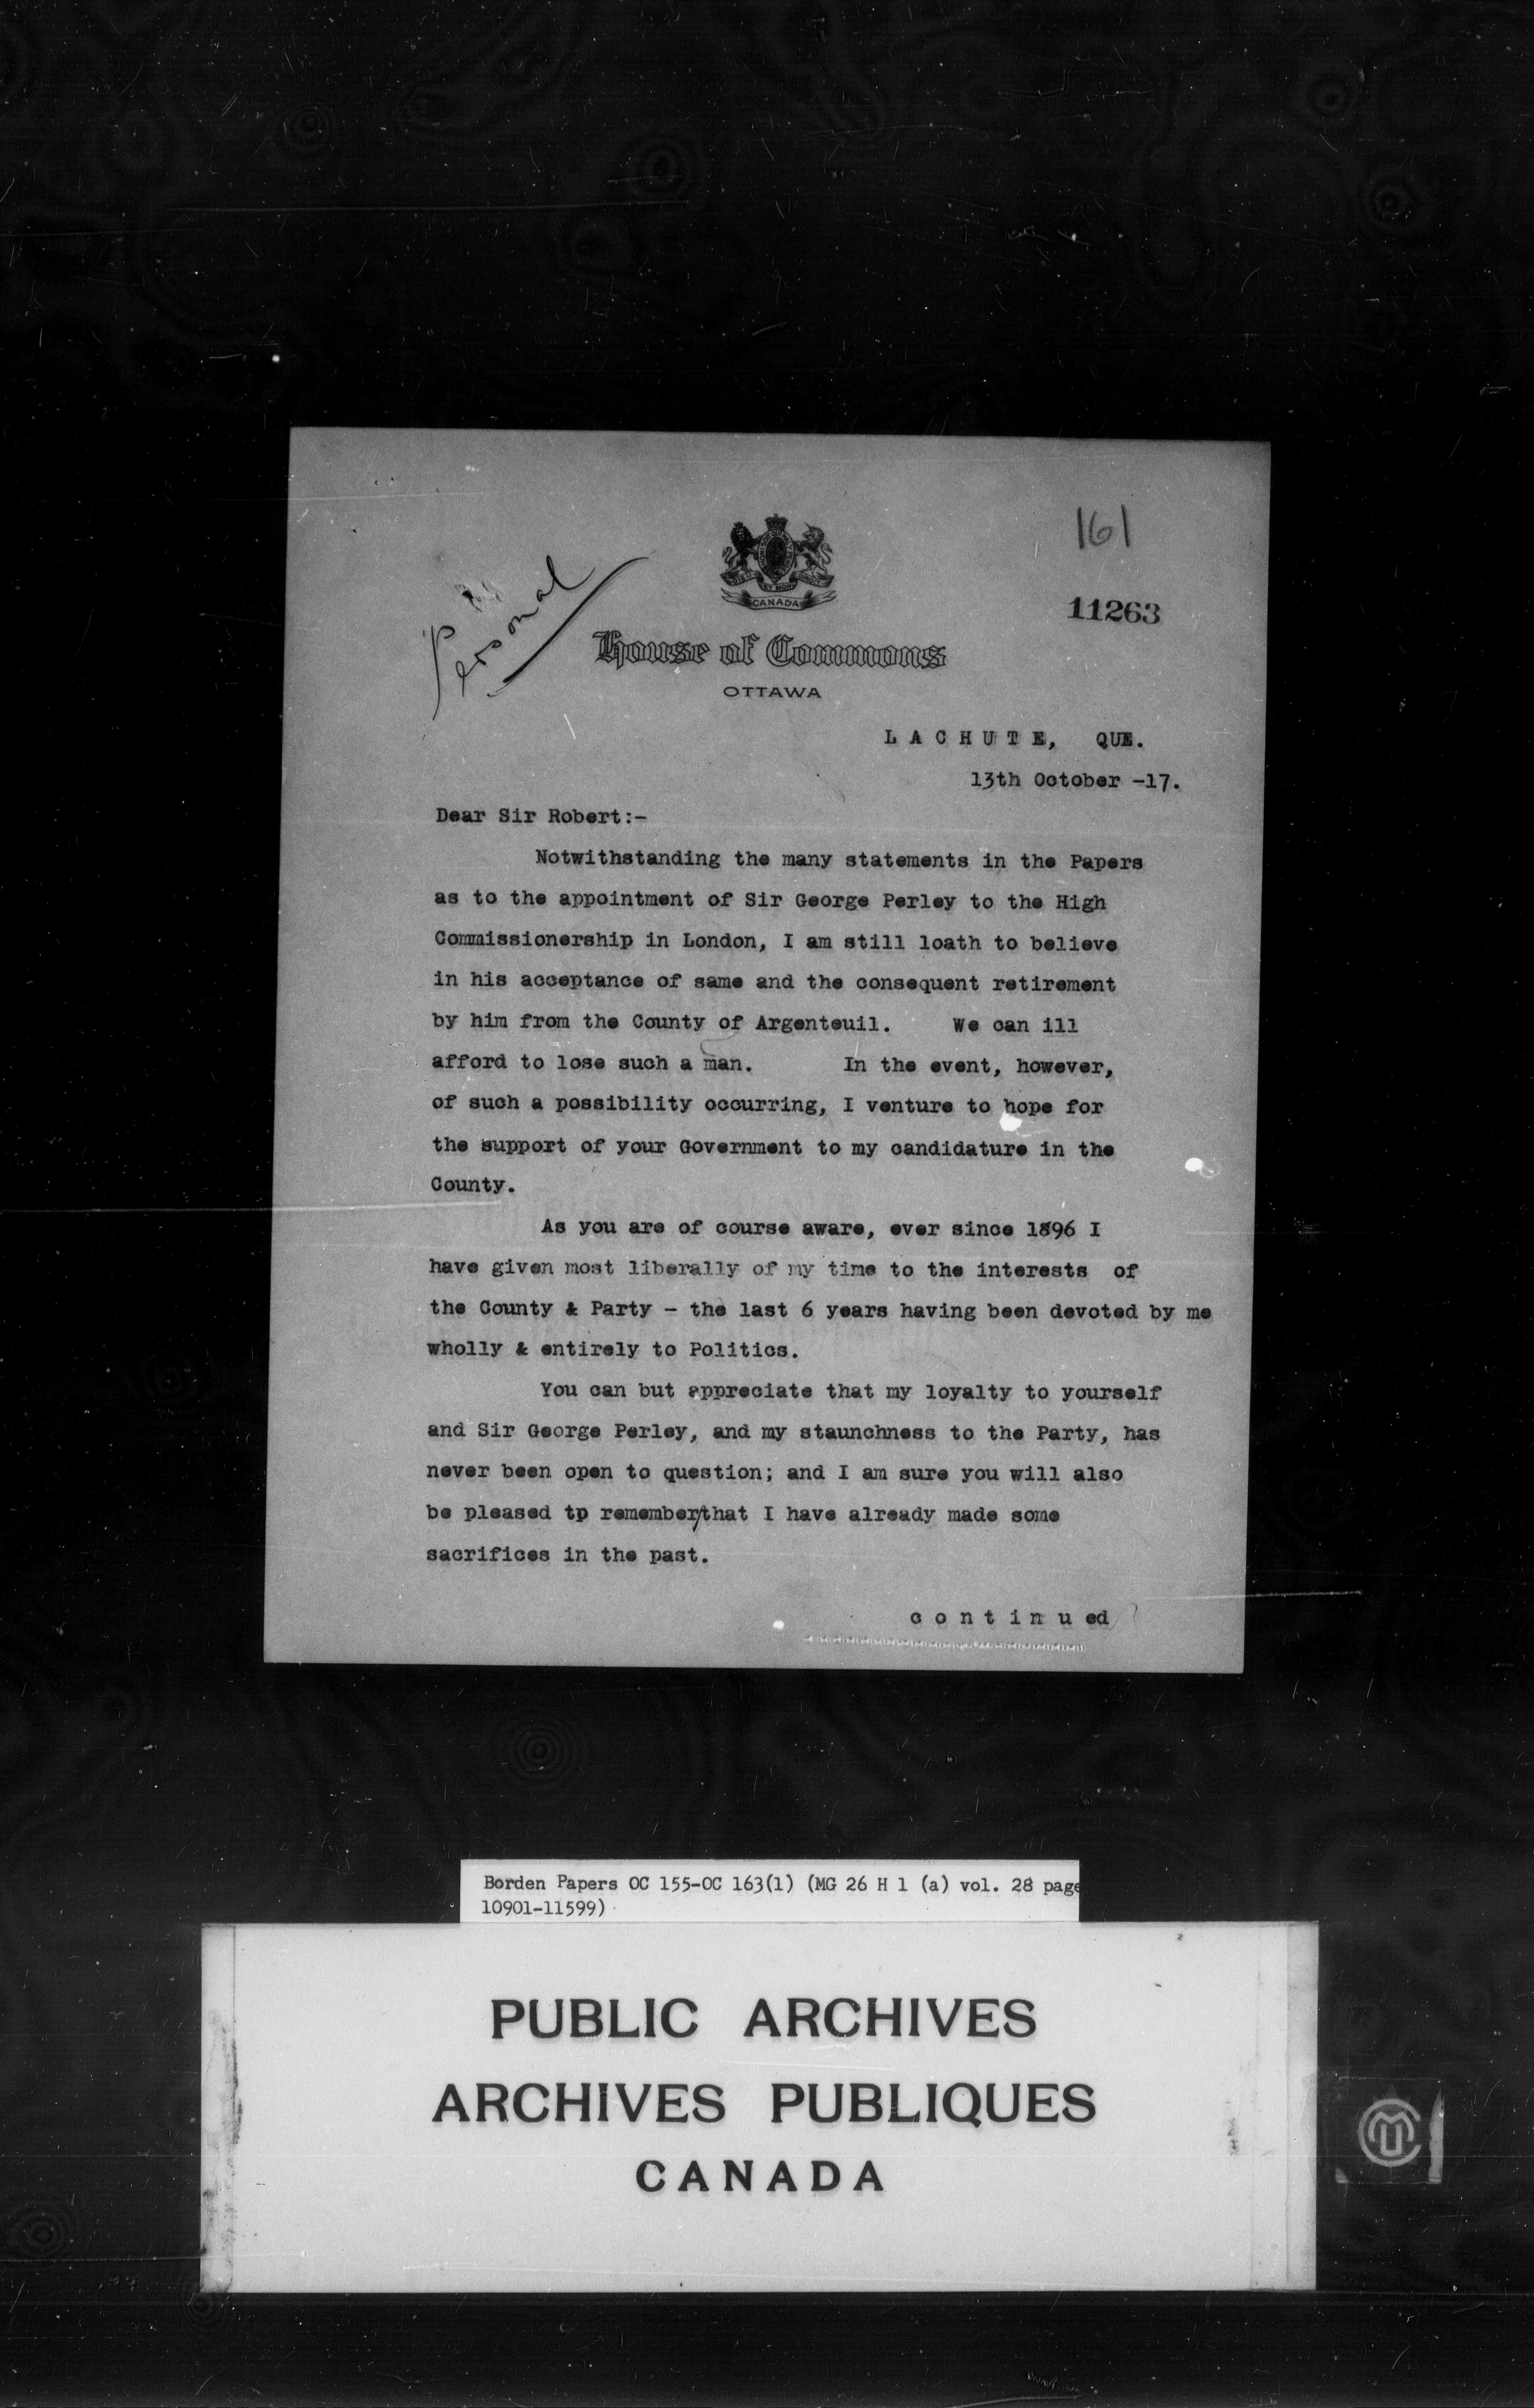 161
11263
Personal
CANADA
House of Commons
OTTAWA
L A C H U T E, QUE.
13th October -17.
Dear Sir Robert:-
Notwithstanding the many statements in the Papers
as to the appointment of Sir George Perley to the High
Commissionership in London, I am still loath to believe
in his acceptance of same and the consequent retirement
by him from the County of Argenteuil. We can ill
afford to lose such a man. In the event, however,
of such a possibility occurring, I venture to hope for
the support of your Government to my candidature in the
County.
As you are of course aware, ever since 1896 I
have given most liberally of my time to the interests of
the County & Party - the last 6 years having been devoted by me
wholly & entirely to Politics.
You can but appreciate that my loyalty to yourself
and Sir George Perley, and my staunchness to the Party, has
never been open to question; and I am sure you will also
be pleased tp remember/that I have already made some
sacrifices in the past.
c o n t i n u ed
Borden Papers OC 155-OC 163(1) (MG 26 H 1 (a) vol. 28 page
10901-11599)
PUBLIC ARCHIVES
ARCHIVES PUBLIQUES
CANADA